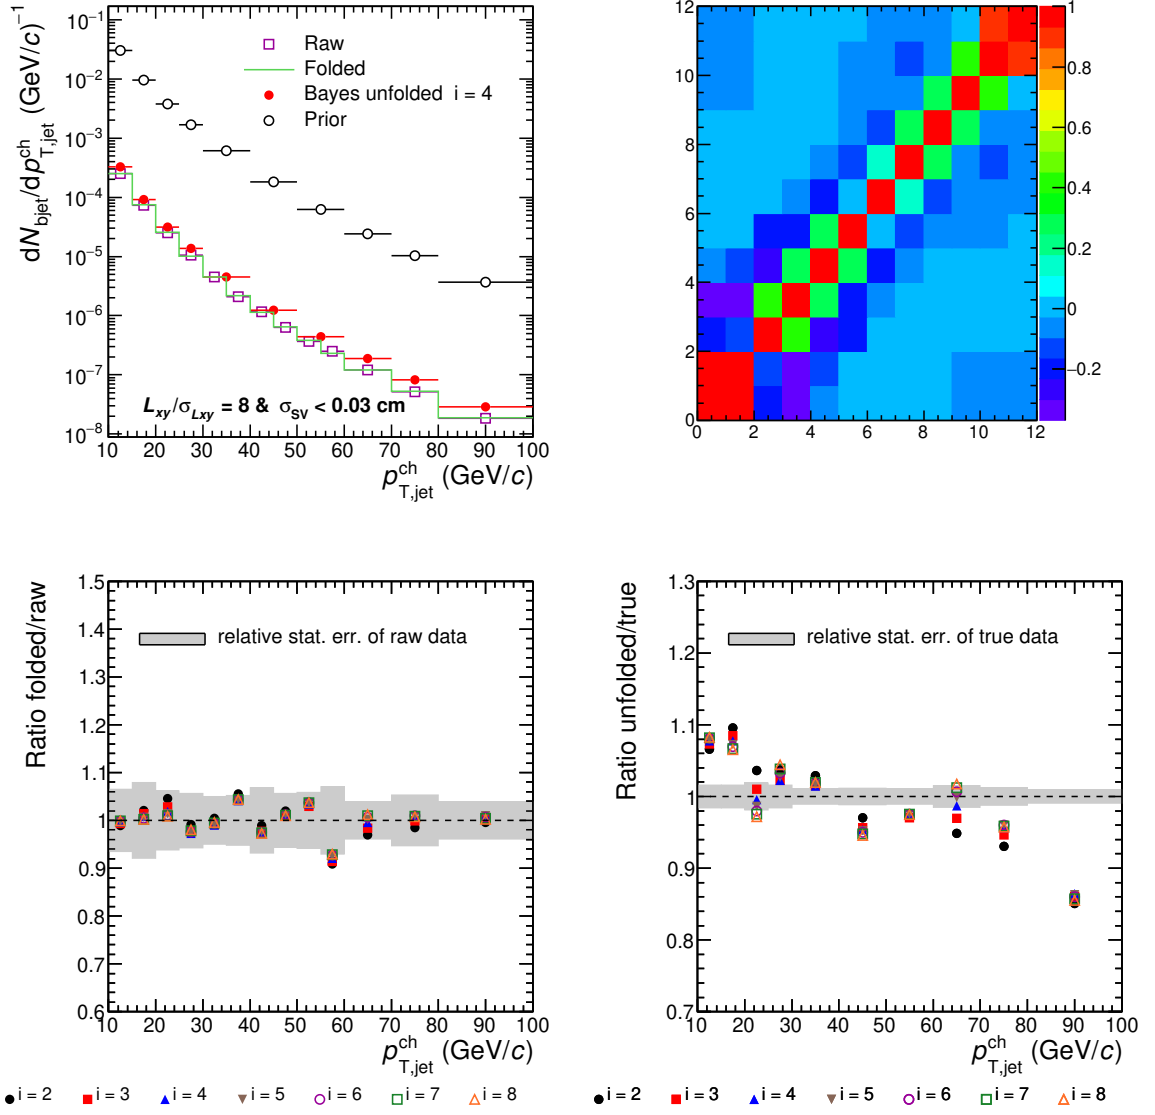 dN_bjet/dp^ch_T,jet (GeV/c)^−1
10^−1
10^−2
10^−3
10^−4
10^−5
10^−6
10^−7
10^−8
Raw
Folded
Bayes unfolded i = 4
Prior
L_xy/σ_Lxy = 8 & σ_SV < 0.03 cm
10 20 30 40 50 60 70 80 90 100
p^ch_T,jet (GeV/c)
12
10
8
6
4
2
0
0 2 4 6 8 10 12
1
0.8
0.6
0.4
0.2
0
−0.2
Ratio folded/raw
1.5
1.4
1.3
1.2
1.1
1.0
0.9
0.8
0.7
0.6
relative stat. err. of raw data
10 20 30 40 50 60 70 80 90 100
p^ch_T,jet (GeV/c)
Ratio unfolded/true
1.3
1.2
1.1
1.0
0.9
0.8
0.7
relative stat. err. of true data
10 20 30 40 50 60 70 80 90 100
p^ch_T,jet (GeV/c)
i = 2 i = 3 i = 4 i = 5 i = 6 i = 7 i = 8
i = 2 i = 3 i = 4 i = 5 i = 6 i = 7 i = 8